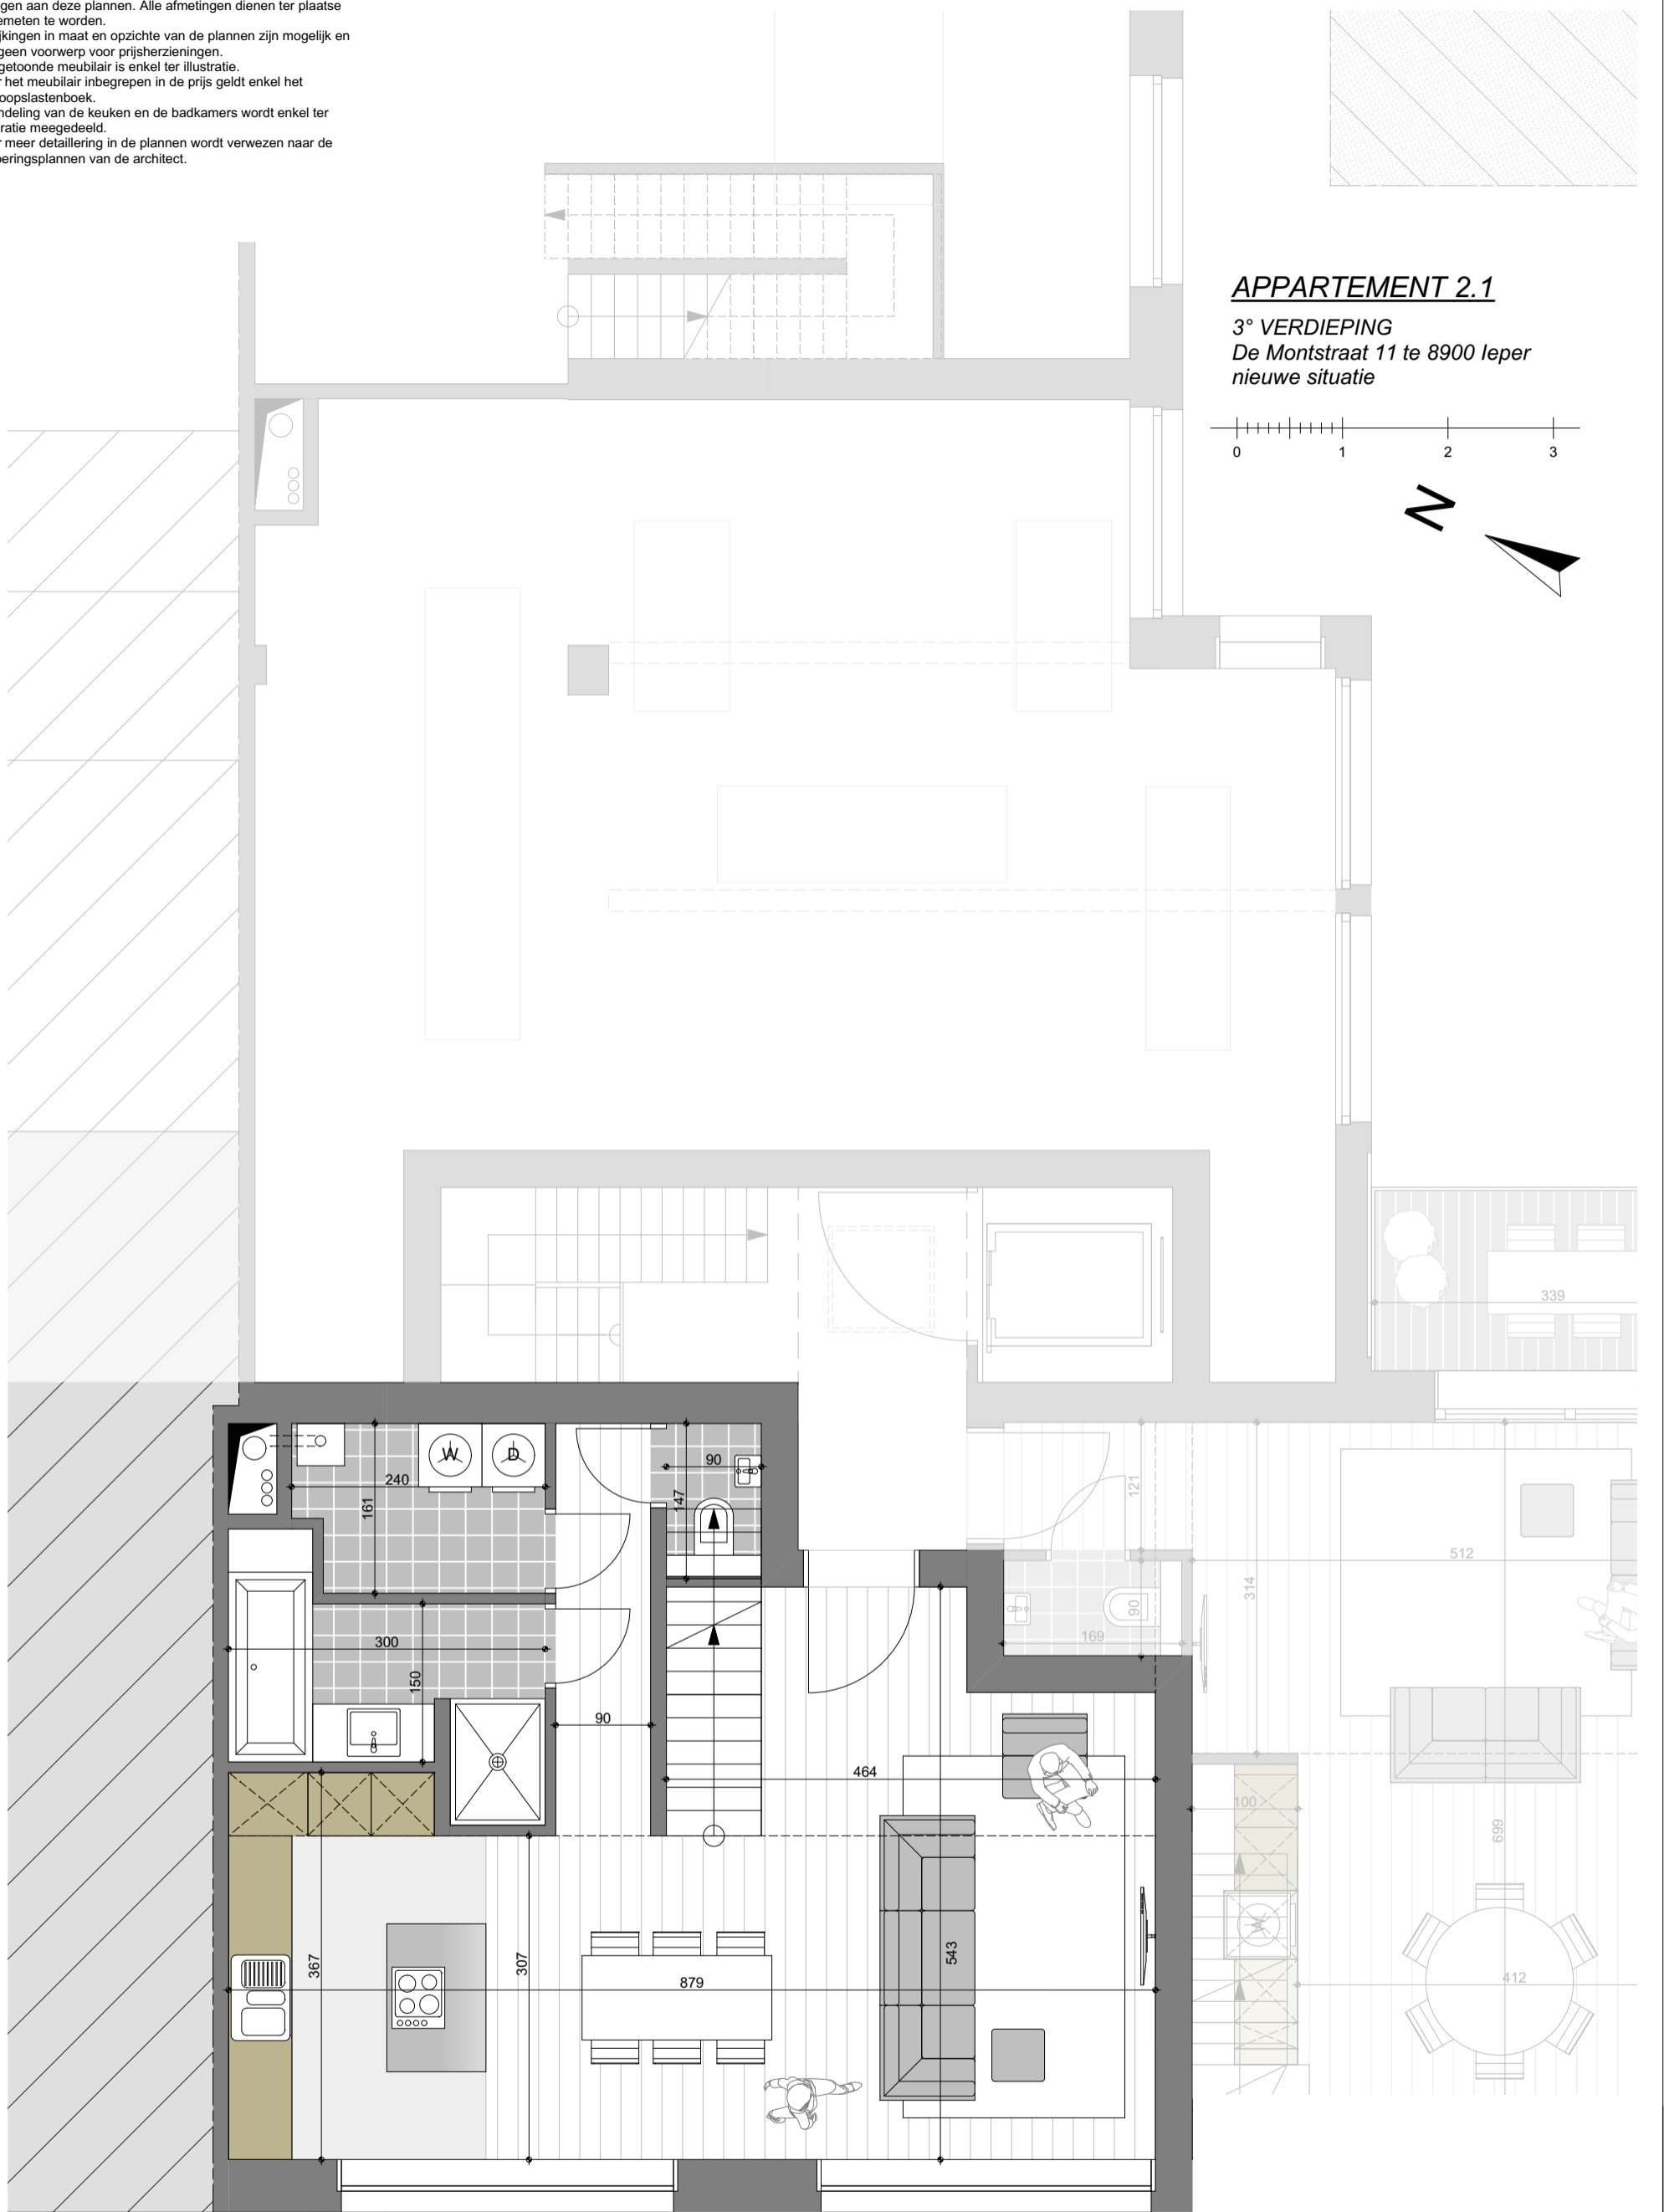 gen aan deze plannen. Alle afmetingen dienen ter plaatse
emeten te worden.
jkingen in maat en opzichte van de plannen zijn mogelijk en
geen voorwerp voor prijsherzieningen.
getoonde meubilair is enkel ter illustratie.
r het meubilair inbegrepen in de prijs geldt enkel het
oopslastenboek.
ndeling van de keuken en de badkamers wordt enkel ter
ratie meegedeeld.
r meer detaillering in de plannen wordt verwezen naar de
oeringsplannen van de architect.
APPARTEMENT 2.1
3° VERDIEPING
De Montstraat 11 te 8900 Ieper
nieuwe situatie
0 1 2 3
N
339
W D
240
161
90
147
121
512
314
90
169
300
150
90
464
100
699
W
367
307
543
879
412